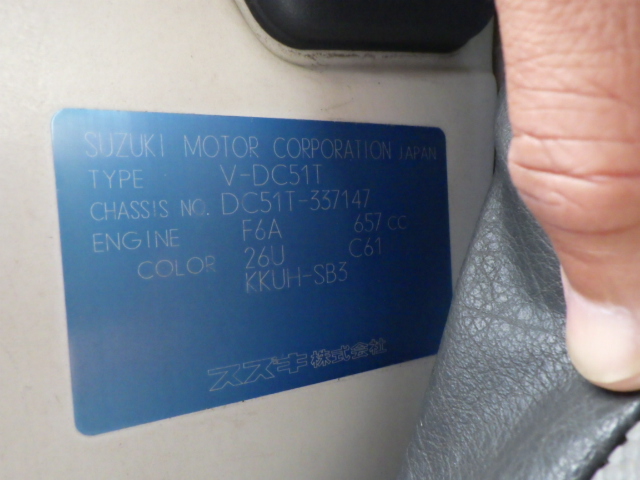 SUZUKI MOTOR CORPORATION JAPAN
TYPE V-DC51T
CHASSIS NO. DC51T-337147
ENGINE F6A 657 CC
COLOR 26U C61
KKUH-SB3
スズキ株式会社